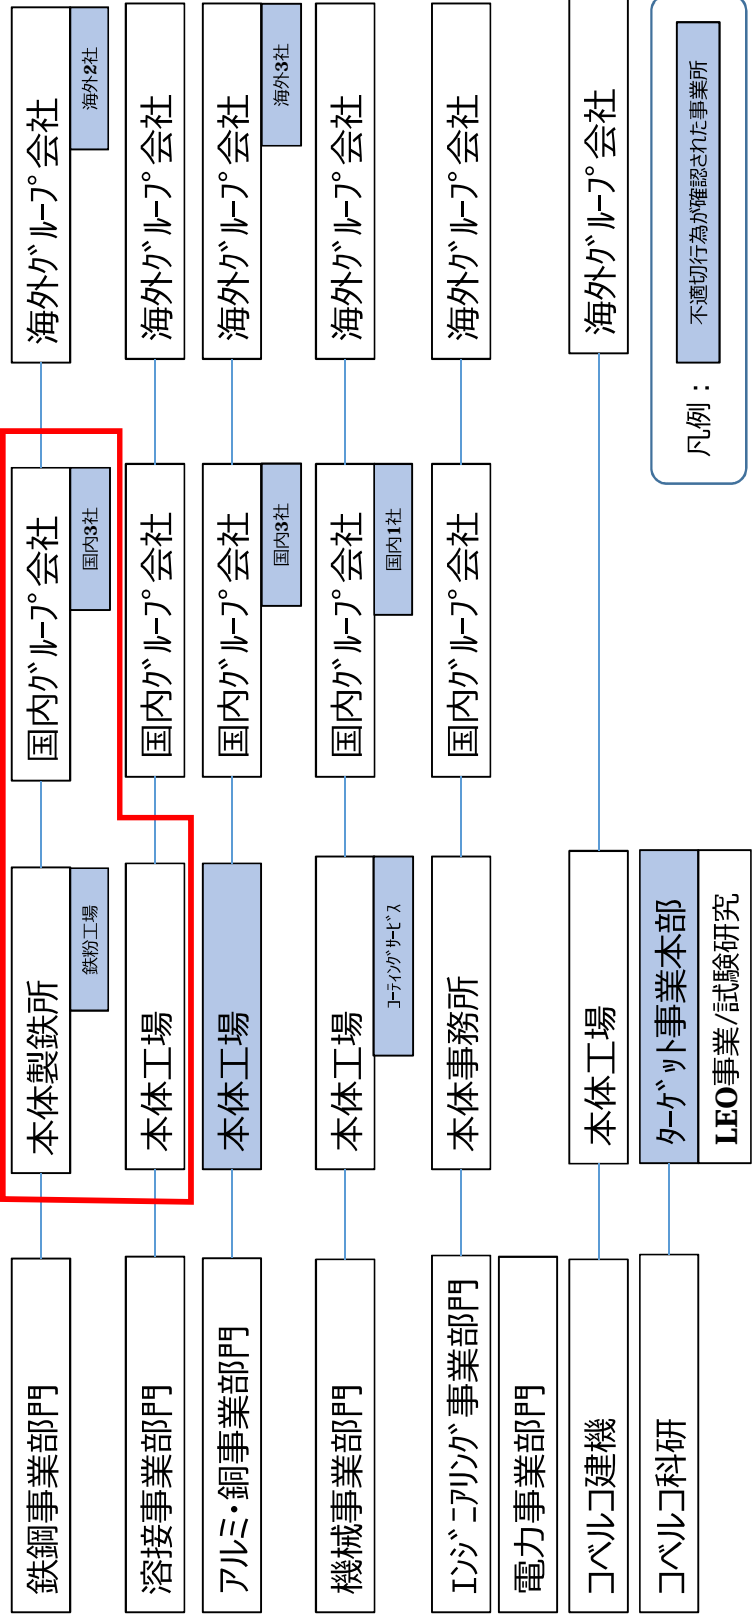 鉄鋼事業部門
本体製鉄所
鉄粉工場
国内グループ会社
国内3社
海外グループ会社
海外2社
溶接事業部門
本体工場
国内グループ会社
海外グループ会社
アルミ・銅事業部門
本体工場
国内グループ会社
国内3社
海外グループ会社
海外3社
機械事業部門
本体工場
コーティングサービス
国内グループ会社
国内1社
海外グループ会社
エンジニアリング事業部門
本体事務所
国内グループ会社
海外グループ会社
電力事業部門
コベルコ建機
本体工場
海外グループ会社
コベルコ科研
ターゲット事業本部
LEO事業/試験研究
凡例：
不適切行為が確認された事業所